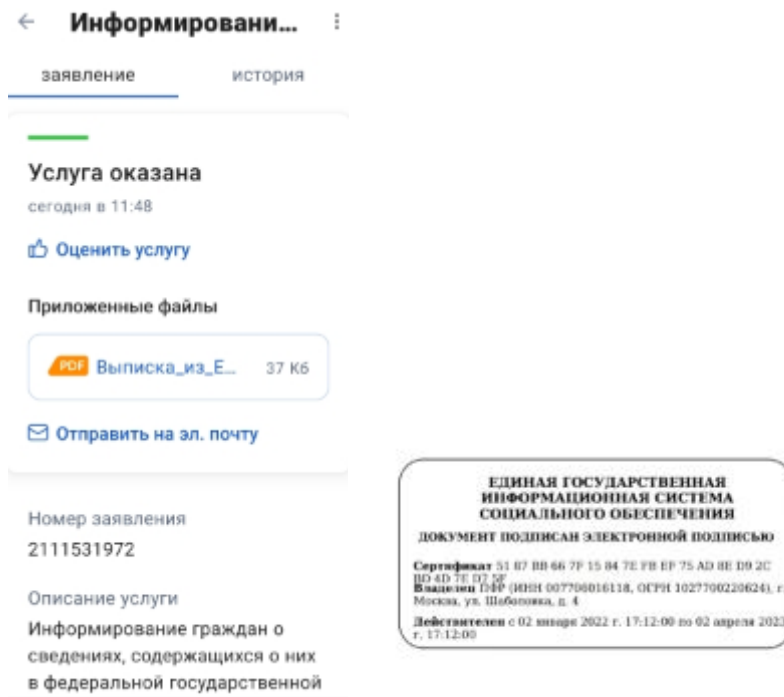 Информировани...
заявление
история
Услуга оказана
сегодня в 11:48
Оценить услугу
Приложенные файлы
PDF Выписка_из_Е... 37 Кб
Отправить на эл. почту
Номер заявления
2111531972
Описание услуги
Информирование граждан о
сведениях, содержащихся о них
в федеральной государственной
ЕДИНАЯ ГОСУДАРСТВЕННАЯ
ИНФОРМАЦИОННАЯ СИСТЕМА
СОЦИАЛЬНОГО ОБЕСПЕЧЕНИЯ
ДОКУМЕНТ ПОДПИСАН ЭЛЕКТРОННОЙ ПОДПИСЬЮ
Сертификат 51 87 BB 66 7F 15 84 7E FB EF 75 AD 8E D9 2C
BD 4D 7E D7 5F
Владелец ПФР (ИНН 007706016118, ОГРН 1027700220624), г.
Москва, ул. Шаболовка, д. 4
Действителен с 02 января 2022 г. 17:12:00 по 02 апреля 2023
г. 17:12:00